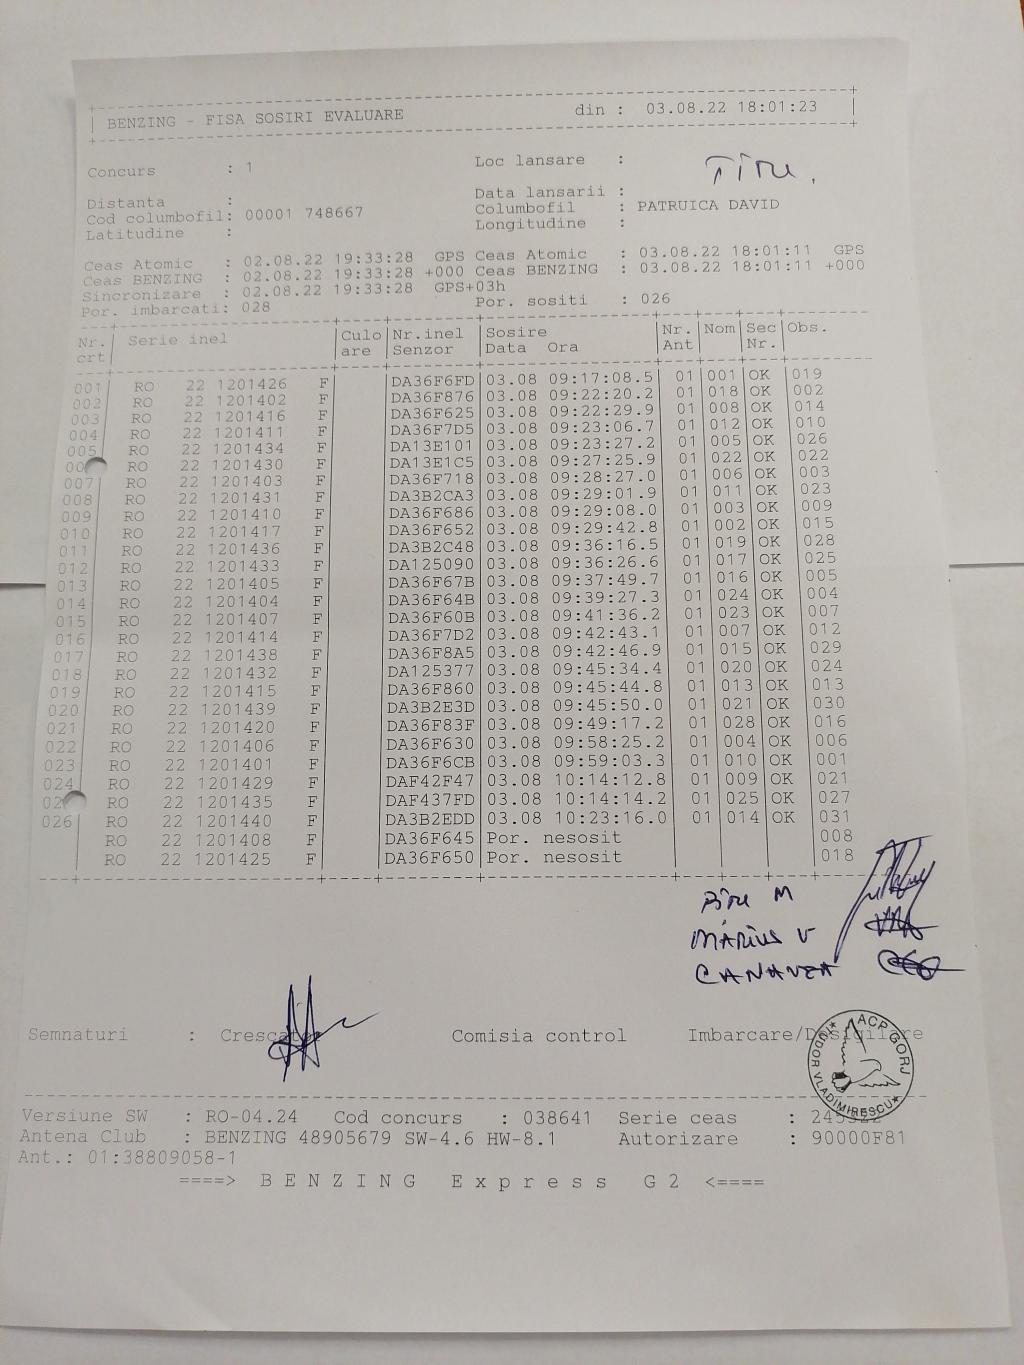 BENZING - FISA SOSIRI EVALUARE din : 03.08.22 18:01:23
Concurs : 1 Loc lansare : 
Distanta : Data lansarii :
Cod columbofil: 00001 748667 Columbofil : PATRUICA DAVID
Latitudine : Longitudine :
Ceas Atomic : 02.08.22 19:33:28 GPS Ceas Atomic : 03.08.22 18:01:11 GPS
Ceas BENZING : 02.08.22 19:33:28 +000 Ceas BENZING : 03.08.22 18:01:11 +000
Sincronizare : 02.08.22 19:33:28 GPS+03h
Por. imbarcati: 028 Por. sositi : 026
Nr. crt Serie inel Culo are Nr.inel Senzor Sosire Data Ora Nr. Ant Nom Sec Nr. Obs.
001 RO 22 1201426 F DA36F6FD 03.08 09:17:08.5 01 001 OK 019
002 RO 22 1201402 F DA36F876 03.08 09:22:20.2 01 018 OK 002
003 RO 22 1201416 F DA36F625 03.08 09:22:29.9 01 008 OK 014
004 RO 22 1201411 F DA36F7D5 03.08 09:23:06.7 01 012 OK 010
005 RO 22 1201434 F DA13E101 03.08 09:23:27.2 01 005 OK 026
RO 22 1201430 F DA13E1C5 03.08 09:27:25.9 01 022 OK 022
007 RO 22 1201403 F DA36F718 03.08 09:28:27.0 01 006 OK 003
008 RO 22 1201431 F DA3B2CA3 03.08 09:29:01.9 01 011 OK 023
009 RO 22 1201410 F DA36F686 03.08 09:29:08.0 01 003 OK 009
010 RO 22 1201417 F DA36F652 03.08 09:29:42.8 01 002 OK 015
011 RO 22 1201436 F DA3B2C48 03.08 09:36:16.5 01 019 OK 028
012 RO 22 1201433 F DA125090 03.08 09:36:26.6 01 017 OK 025
013 RO 22 1201405 F DA36F67B 03.08 09:37:49.7 01 016 OK 005
014 RO 22 1201404 F DA36F64B 03.08 09:39:27.3 01 024 OK 004
015 RO 22 1201407 F DA36F60B 03.08 09:41:36.2 01 023 OK 007
016 RO 22 1201414 F DA36F7D2 03.08 09:42:43.1 01 007 OK 012
017 RO 22 1201438 F DA36F8A5 03.08 09:42:46.9 01 015 OK 029
018 RO 22 1201432 F DA125377 03.08 09:45:34.4 01 020 OK 024
019 RO 22 1201415 F DA36F860 03.08 09:45:44.8 01 013 OK 013
020 RO 22 1201439 F DA3B2E3D 03.08 09:45:50.0 01 021 OK 030
021 RO 22 1201420 F DA36F83F 03.08 09:49:17.2 01 028 OK 016
022 RO 22 1201406 F DA36F630 03.08 09:58:25.2 01 004 OK 006
023 RO 22 1201401 F DA36F6CB 03.08 09:59:03.3 01 010 OK 001
024 RO 22 1201429 F DAF42F47 03.08 10:14:12.8 01 009 OK 021
RO 22 1201435 F DAF437FD 03.08 10:14:14.2 01 025 OK 027
026 RO 22 1201440 F DA3B2EDD 03.08 10:23:16.0 01 014 OK 031
RO 22 1201408 F DA36F645 Por. nesosit 008
RO 22 1201425 F DA36F650 Por. nesosit 018
MARIUS V
Semnaturi : Comisia control Imbarcare/Desigilare
ACP GORJ
TUDOR VLADIMIRESCU
Versiune SW : RO-04.24 Cod concurs : 038641 Serie ceas :
Antena Club : BENZING 48905679 SW-4.6 HW-8.1 Autorizare : 90000F81
Ant.: 01:38809058-1
====> B E N Z I N G E x p r e s s G 2 <====